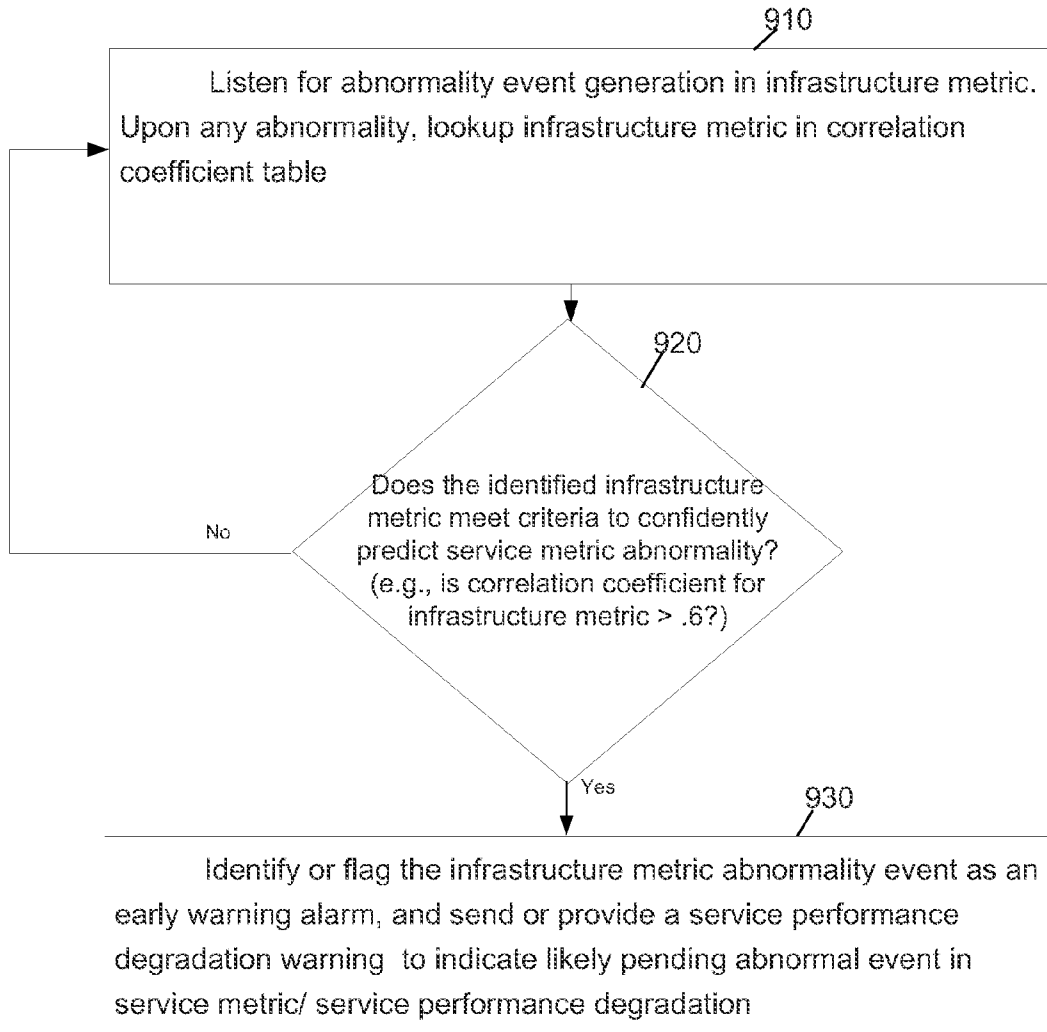 910
Listen for abnormality event generation in infrastructure metric.
Upon any abnormality, lookup infrastructure metric in correlation
coefficient table
920
Does the identified infrastructure
metric meet criteria to confidently
predict service metric abnormality?
(e.g., is correlation coefficient for
infrastructure metric > .6?)
No
Yes
930
Identify or flag the infrastructure metric abnormality event as an
early warning alarm, and send or provide a service performance
degradation warning to indicate likely pending abnormal event in
service metric/ service performance degradation